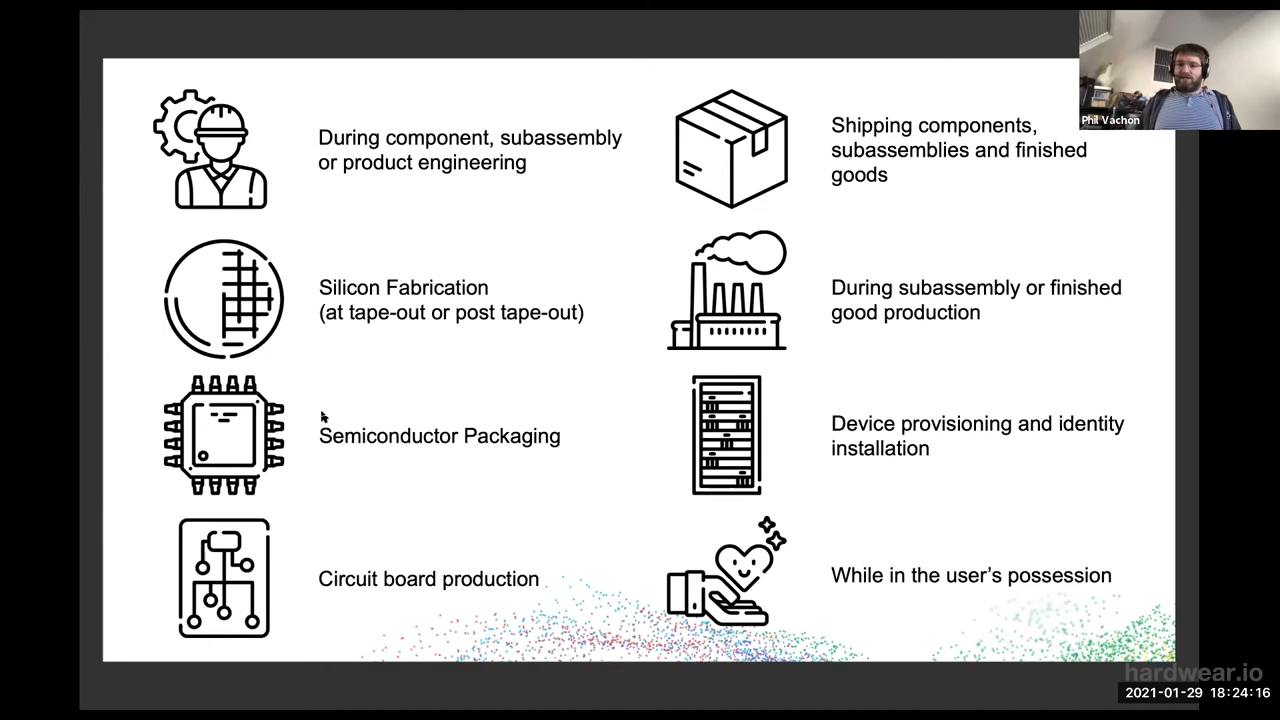 During component, subassembly
or product engineering
Silicon Fabrication
(at tape-out or post tape-out)
Semiconductor Packaging
Circuit board production
Shipping components,
subassemblies and finished
goods
During subassembly or finished
good production
Device provisioning and identity
installation
While in the user’s possession
Phil Vachon
hardwear.io
2021-01-29 18:24:16